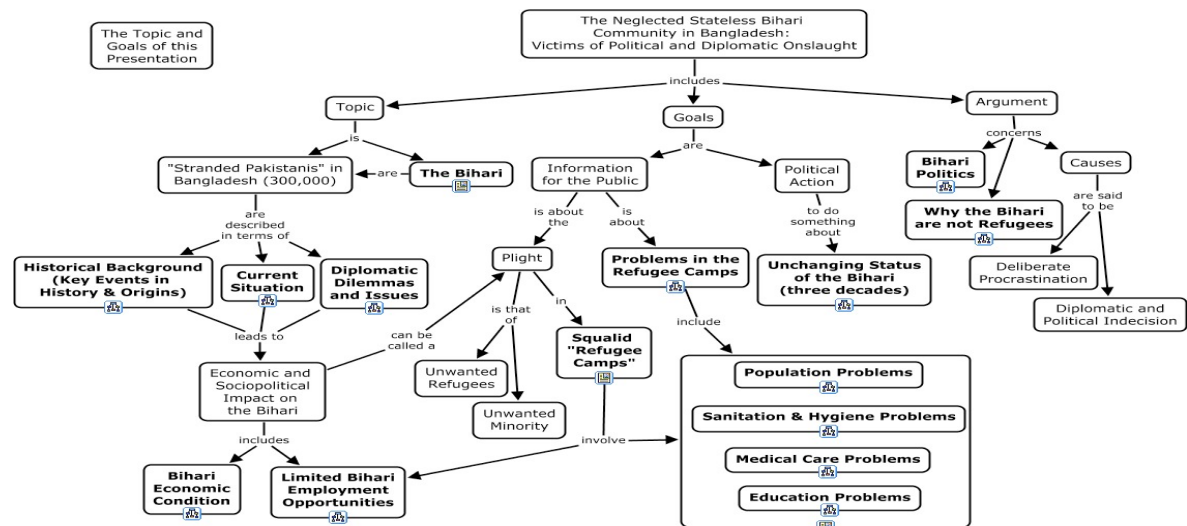 The Topic and
Goals of this
Presentation
The Neglected Stateless Bihari
Community in Bangladesh:
Victims of Political and Diplomatic Onslaught
includes
Topic
Goals
Argument
is
are
concerns
"Stranded Pakistanis" in
Bangladesh (300,000)
are
The Bihari
Information
for the Public
Political
Action
Bihari
Politics
Causes
are
described
in terms of
is about
the
is
about
to do
something
about
Why the Bihari
are not Refugees
are said
to be
Historical Background
(Key Events in
History & Origins)
Current
Situation
Diplomatic
Dilemmas
and Issues
Plight
Problems in the
Refugee Camps
Unchanging Status
of the Bihari
(three decades)
Deliberate
Procrastination
Diplomatic and
Political Indecision
leads to
can be
called a
is that
of
in
include
Economic and
Sociopolitical
Impact on
the Bihari
Unwanted
Refugees
Squalid
"Refugee
Camps"
Unwanted
Minority
Population Problems
Sanitation & Hygiene Problems
Medical Care Problems
Education Problems
includes
involve
Bihari
Economic
Condition
Limited Bihari
Employment
Opportunities